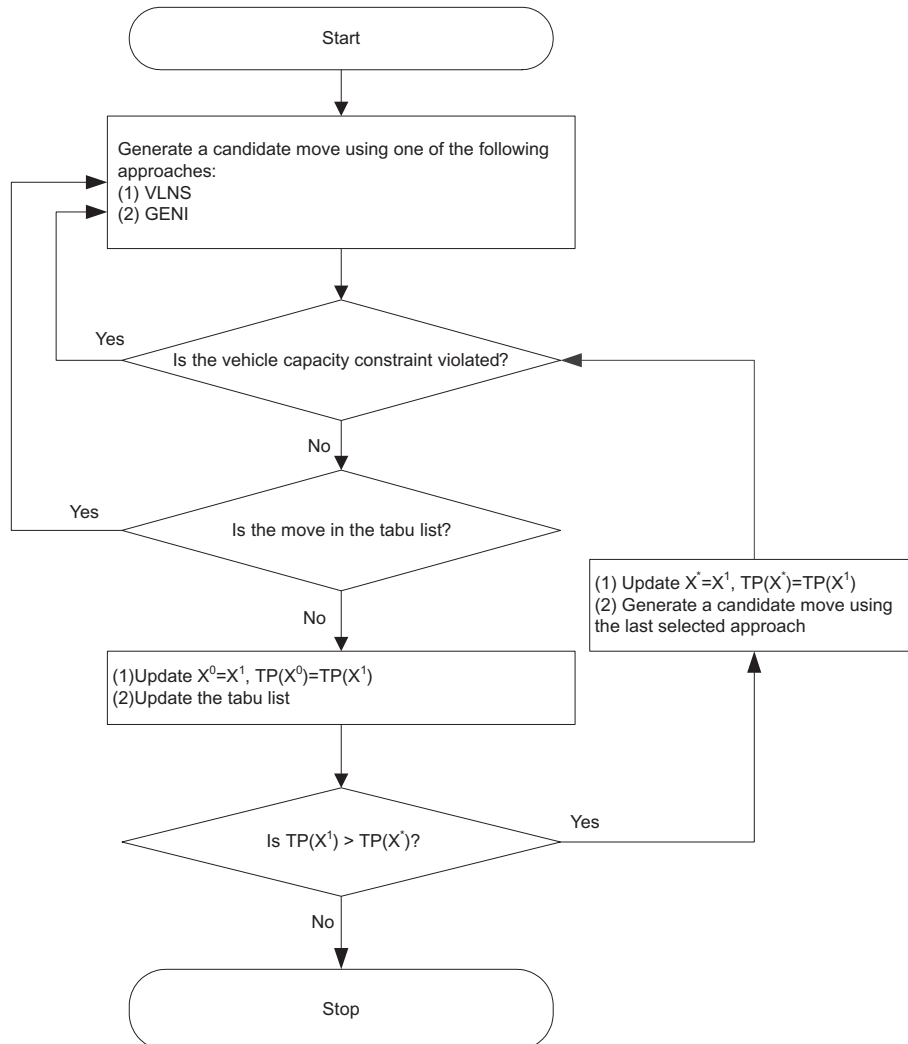 Start
Generate a candidate move using one of the following
approaches:
(1) VLNS
(2) GENI
Yes
Is the vehicle capacity constraint violated?
No
Yes
Is the move in the tabu list?
(1) Update X*=X¹, TP(X*)=TP(X¹)
(2) Generate a candidate move using
the last selected approach
No
(1)Update X⁰=X¹, TP(X⁰)=TP(X¹)
(2)Update the tabu list
Is TP(X¹) > TP(X*)?
Yes
No
Stop